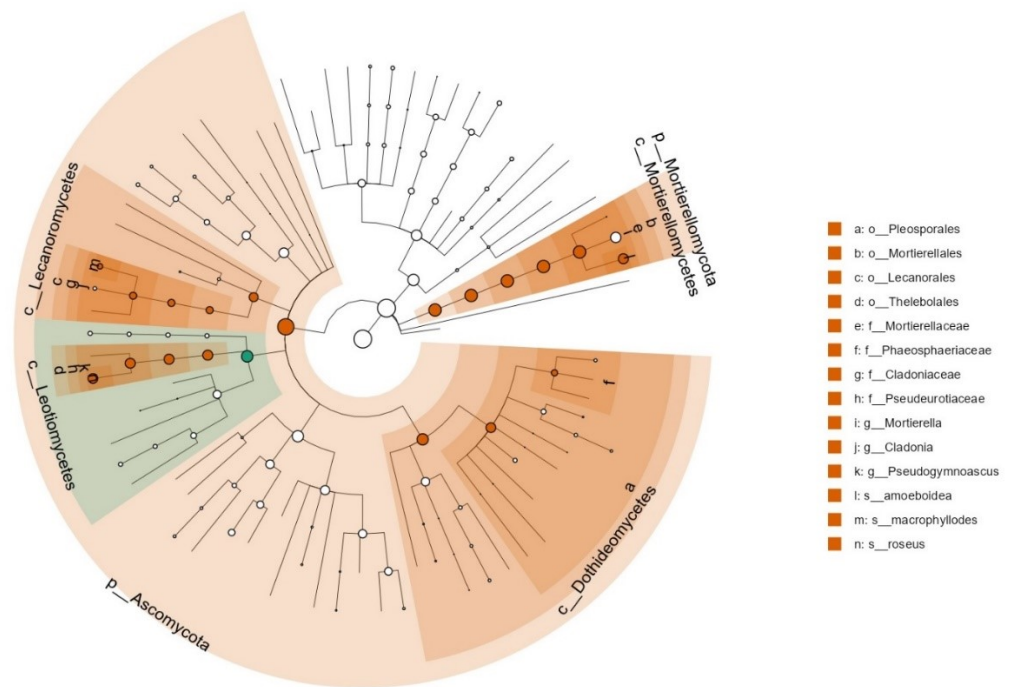 p__Mortierellomycota
c__Mortierellomycetes
b
e
i
l
c__Lecanoromycetes
c
g
j
m
c__Leotiomycetes
d
h
k
n
p__Ascomycota
c__Dothideomycetes
a
f
a: o__Pleosporales
b: o__Mortierellales
c: o__Lecanorales
d: o__Thelebolales
e: f__Mortierellaceae
f: f__Phaeosphaeriaceae
g: f__Cladoniaceae
h: f__Pseudeurotiaceae
i: g__Mortierella
j: g__Cladonia
k: g__Pseudogymnoascus
l: s__amoeboidea
m: s__macrophyllodes
n: s__roseus